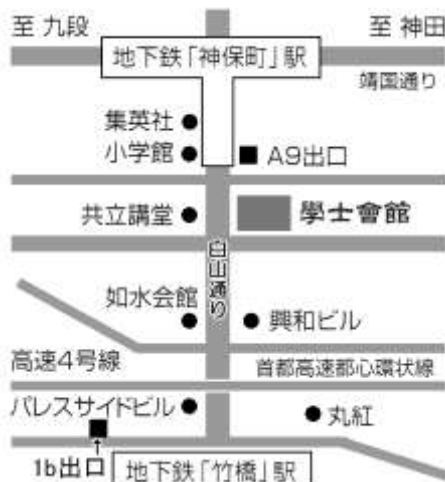 至 九段
至 神田
地下鉄「神保町」駅
靖国通り
集英社
小学館
A9出口
共立講堂
學士會館
白山通り
如水会館
興和ビル
高速4号線
首都高速都心環状線
パレスサイドビル
丸紅
1b出口
地下鉄「竹橋」駅